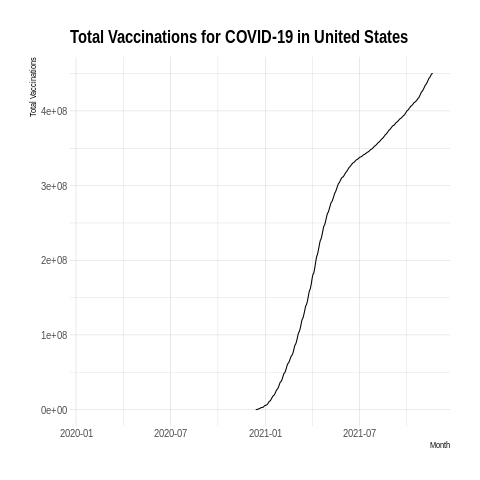 Total Vaccinations for COVID-19 in United States
Total Vaccinations
4e+08
3e+08
2e+08
1e+08
0e+00
2020-01 2020-07 2021-01 2021-07
Month